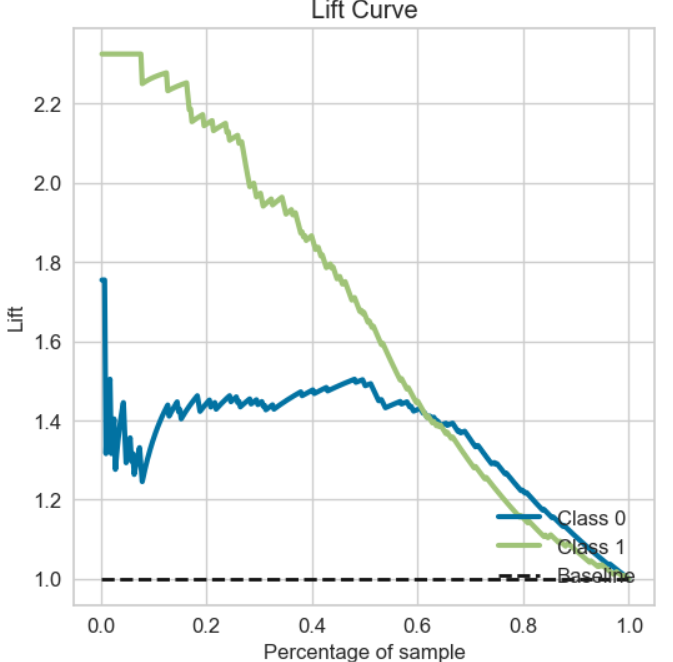 Lift Curve
Lift
2.2
2.0
1.8
1.6
1.4
1.2
1.0
Class 0
Class 1
Baseline
0.0 0.2 0.4 0.6 0.8 1.0
Percentage of sample